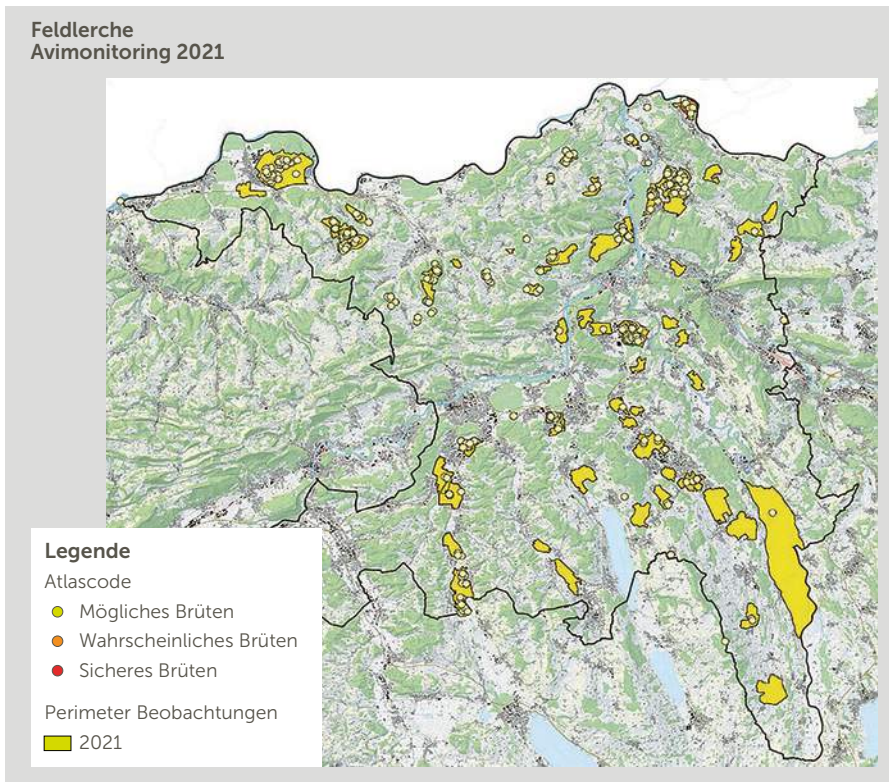 Feldlerche
Avimonitoring 2021
Legende
Atlascode
Mögliches Brüten
Wahrscheinliches Brüten
Sicheres Brüten
Perimeter Beobachtungen
2021